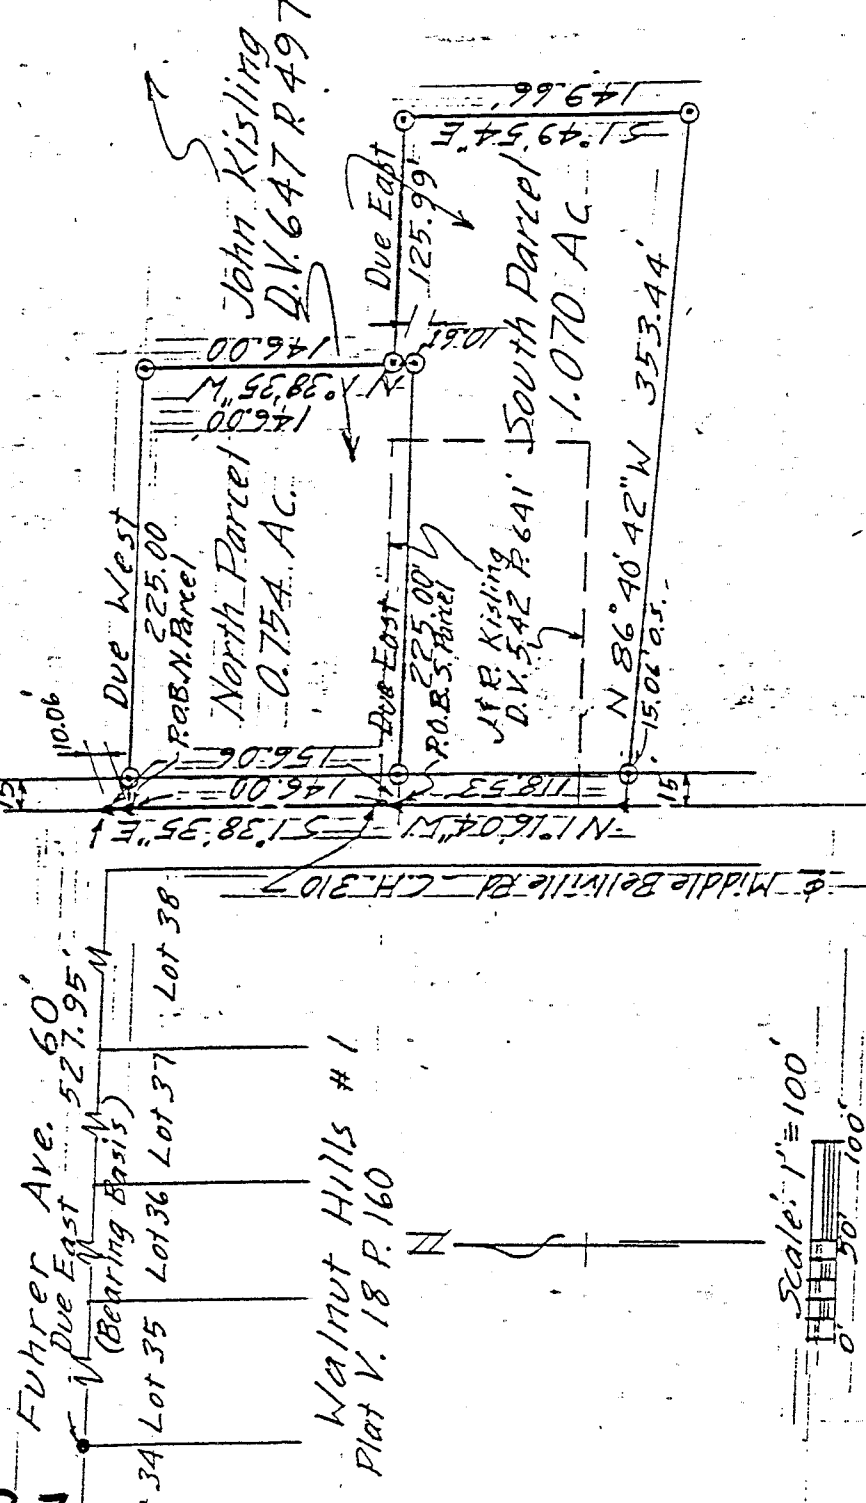 Fuhrer Ave. 60'
Due East 527.95'
(Bearing Basis)
34
Lot 35
Lot 36
Lot 37
Lot 38
Walnut Hills #1
Plat V. 18 P. 160
N
Scale: 1"=100'
0' 50' 100'
15'
10.06'
Due West
225.00
P.O.B. N. Parcel
North Parcel
0.754 Ac.
146.00
N 1°38'35" W
146.00
John Kisling
D.V. 647 P. 497
156.06
146.00
S 1°38'35" E
Due East
225.00'
P.O.B. S. Parcel
10.61'
Due East
125.99'
149.66'
S 1°49'54" E
South Parcel
1.070 Ac.
J & R. Kisling
D.V. 542 P. 641
N 86°40'42" W 353.44'
15.06' O.S.
118.53'
N 1°16'04" W
15'
℄ Middle Bellville Rd. C.H. 310